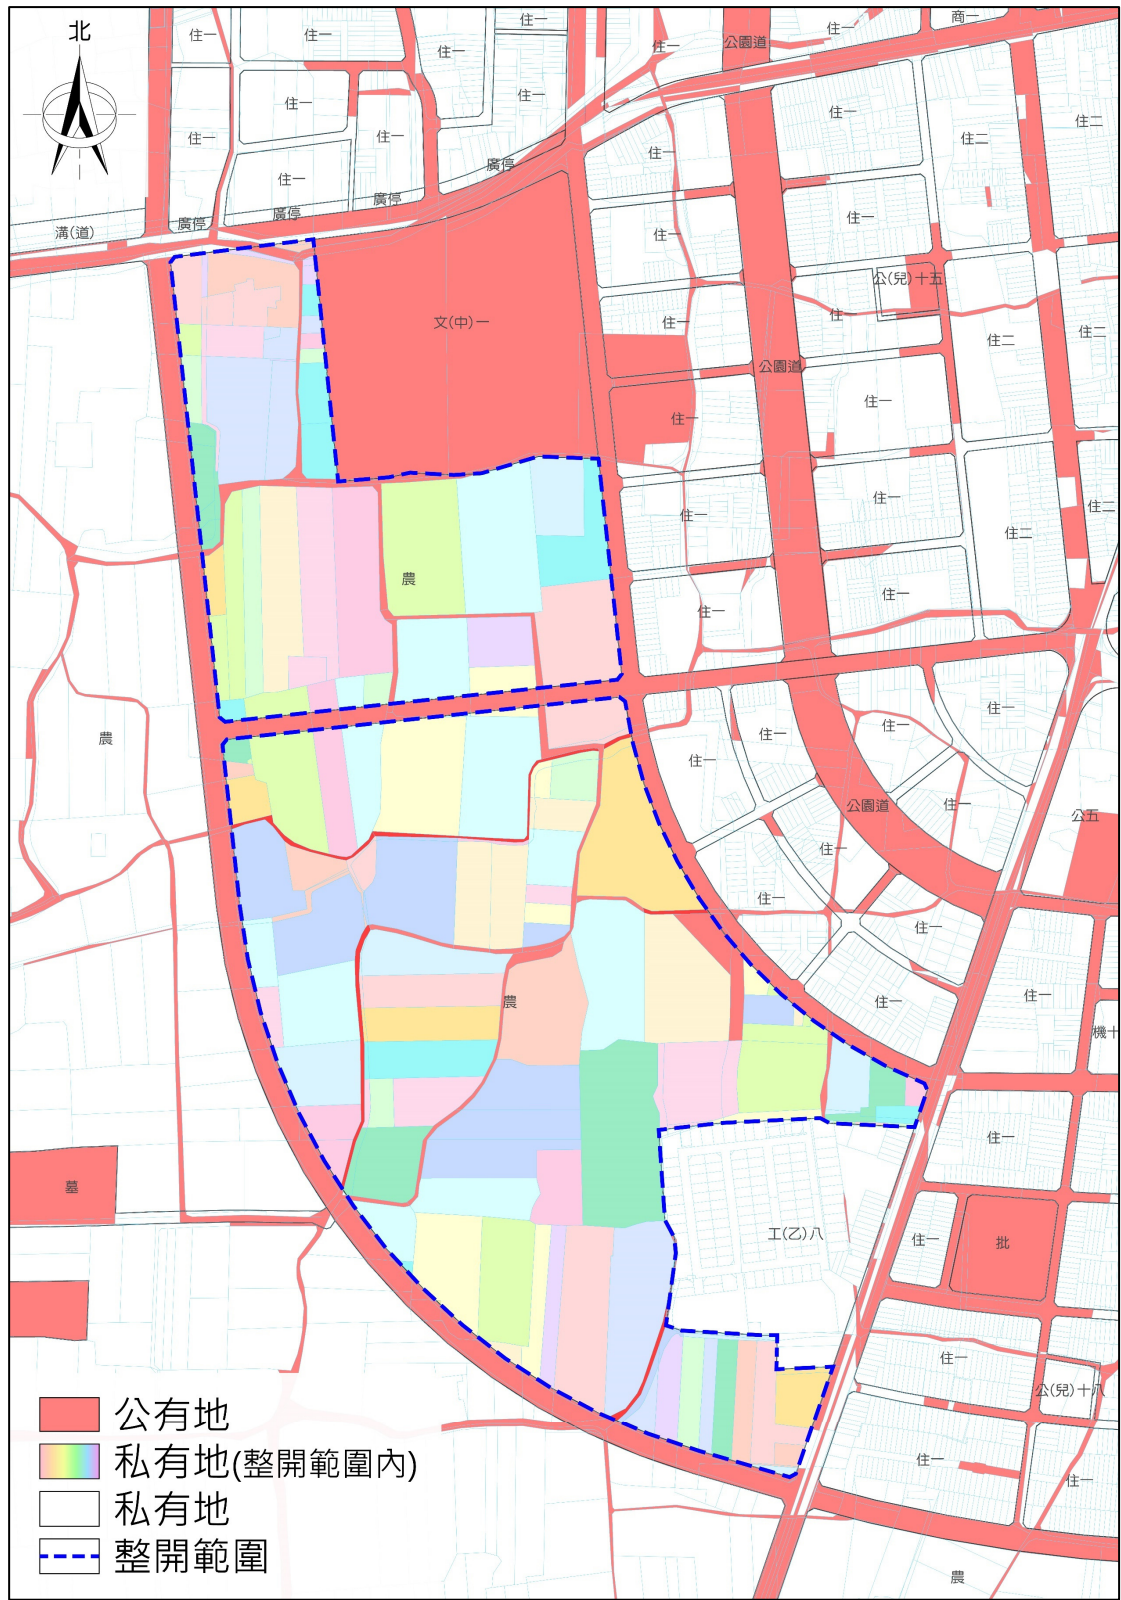 北
住一
住一
住一
住一
住一
公園道
住一
商一
住一
住一
住一
住一
住一
廣停
廣停
廣停
廣停
溝(道)
住一
住一
住二
住二
住一
住一
文(中)一
住一
公(兒)十五
住一
住二
住二
公園道
住一
住一
住一
住一
住二
住二
農
住一
住一
農
住一
住一
住一
住一
公園道
住一
公五
住一
住一
住一
農
住一
住一
機十
住一
墓
工(乙)八
住一
批
住一
公(兒)十八
住一
住一
農
公有地
私有地(整開範圍內)
私有地
整開範圍